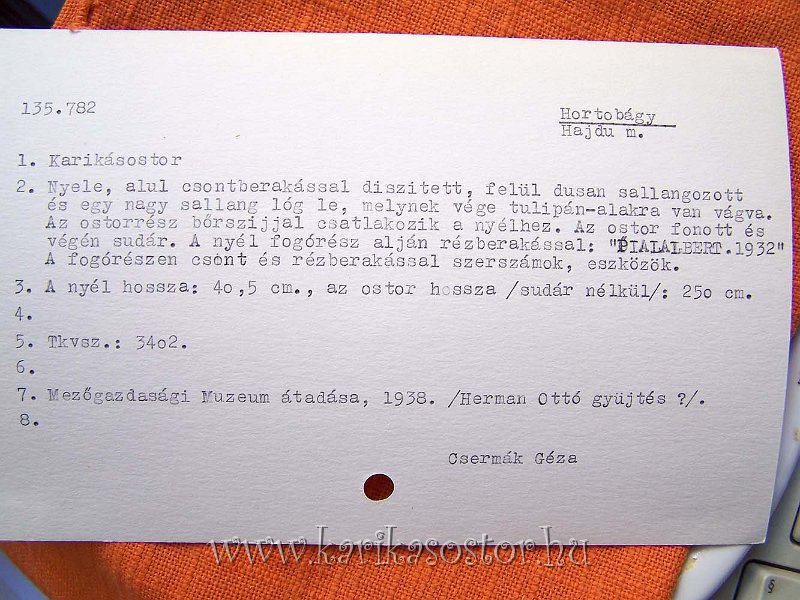 135.782
Hortobágy
Hajdu m.
1. Karikásostor
2. Nyele, alul csontberakással diszitett, felül dusan sallangozott
és egy nagy sallang lóg le, melynek vége tulipán-alakra van vágva.
Az ostorrész bőrszijjal csatlakozik a nyélhez. Az ostor fonott és
végén sudár. A nyél fogórész alján rézberakással: "PIALALBERT.1932"
A fogórészen csont és rézberakással szerszámok, eszközök.
3. A nyél hossza: 4o,5 cm., az ostor hossza /sudár nélkül/: 25o cm.
4.
5. Tkvsz.: 34o2.
6.
7. Mezőgazdasági Muzeum átadása, 1938. /Herman Ottó gyüjtés ?/.
8.
Csermák Géza
www.karikasostor.hu
§